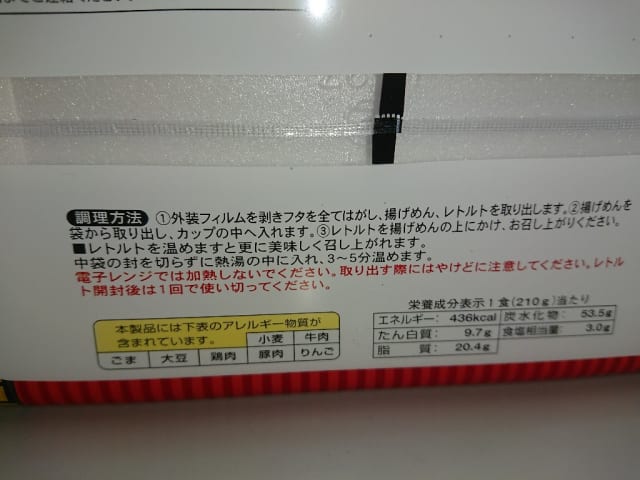 調理方法 ①外装フィルムを剥きフタを全てはがし、揚げめん、レトルトを取り出します。②揚げめんを
袋から取り出し、カップの中へ入れます。③レトルトを揚げめんの上にかけ、お召し上がりください。
■レトルトを温めますと更に美味しく召し上がれます。
中袋の封を切らずに熱湯の中に入れ、3～5分温めます。
電子レンジでは加熱しないでください。取り出す際にはやけどに注意してください。レトル
ト開封後は1回で使い切ってください。
本製品には下表のアレルギー物質が
含まれています。 小麦 牛肉
ごま 大豆 鶏肉 豚肉 りんご
栄養成分表示1食(210g)当たり
エネルギー: 436kcal 炭水化物: 53.5g
たん白質: 9.7g 食塩相当量: 3.0g
脂質: 20.4g